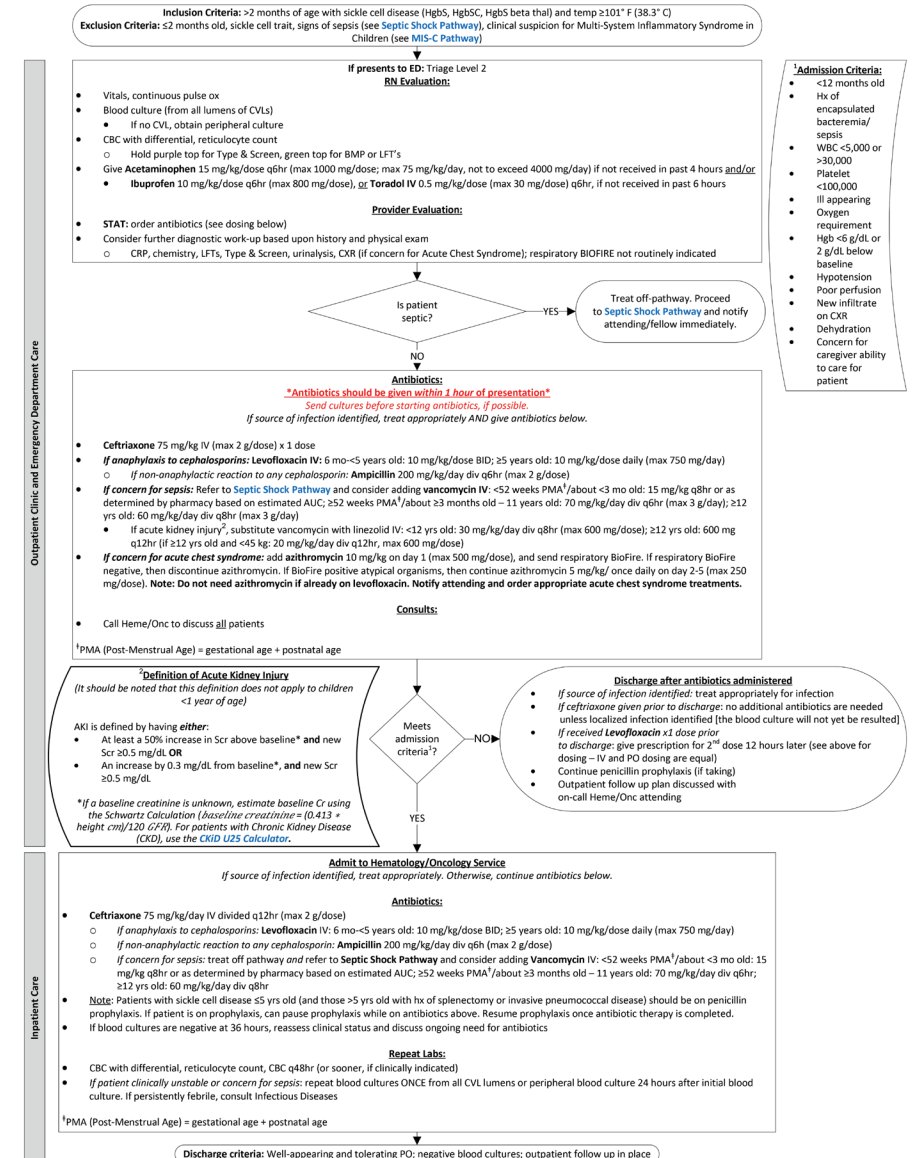 Inclusion Criteria: >2 months of age with sickle cell disease (HgbS, HgbSC, HgbS beta thal) and temp ≥101° F (38.3° C)
Exclusion Criteria: ≤2 months old, sickle cell trait, signs of sepsis (see Septic Shock Pathway), clinical suspicion for Multi-System Inflammatory Syndrome in
Children (see MIS-C Pathway)
Outpatient Clinic and Emergency Department Care
If presents to ED: Triage Level 2
RN Evaluation:
• Vitals, continuous pulse ox
• Blood culture (from all lumens of CVLs)
• If no CVL, obtain peripheral culture
• CBC with differential, reticulocyte count
o Hold purple top for Type & Screen, green top for BMP or LFT's
• Give Acetaminophen 15 mg/kg/dose q6hr (max 1000 mg/dose; max 75 mg/kg/day, not to exceed 4000 mg/day) if not received in past 4 hours and/or
• Ibuprofen 10 mg/kg/dose q6hr (max 800 mg/dose), or Toradol IV 0.5 mg/kg/dose (max 30 mg/dose) q6hr, if not received in past 6 hours
Provider Evaluation:
• STAT: order antibiotics (see dosing below)
• Consider further diagnostic work-up based upon history and physical exam
o CRP, chemistry, LFTs, Type & Screen, urinalysis, CXR (if concern for Acute Chest Syndrome); respiratory BIOFIRE not routinely indicated
1Admission Criteria:
• <12 months old
• Hx of
encapsulated
bacteremia/
sepsis
• WBC <5,000 or
>30,000
• Platelet
<100,000
• Ill appearing
• Oxygen
requirement
• Hgb <6 g/dL or
2 g/dL below
baseline
• Hypotension
• Poor perfusion
• New infiltrate
on CXR
• Dehydration
• Concern for
caregiver ability
to care for
patient
Is patient
septic?
YES
Treat off-pathway. Proceed
to Septic Shock Pathway and notify
attending/fellow immediately.
NO
Antibiotics:
*Antibiotics should be given within 1 hour of presentation*
Send cultures before starting antibiotics, if possible.
If source of infection identified, treat appropriately AND give antibiotics below.
• Ceftriaxone 75 mg/kg IV (max 2 g/dose) x 1 dose
• If anaphylaxis to cephalosporins: Levofloxacin IV: 6 mo-<5 years old: 10 mg/kg/dose BID; ≥5 years old: 10 mg/kg/dose daily (max 750 mg/day)
o If non-anaphylactic reaction to any cephalosporin: Ampicillin 200 mg/kg/day div q6hr (max 2 g/dose)
• If concern for sepsis: Refer to Septic Shock Pathway and consider adding vancomycin IV: <52 weeks PMAǂ/about <3 mo old: 15 mg/kg q8hr or as
determined by pharmacy based on estimated AUC; ≥52 weeks PMAǂ/about ≥3 months old – 11 years old: 70 mg/kg/day div q6hr (max 3 g/day); ≥12
yrs old: 60 mg/kg/day div q8hr (max 3 g/day)
• If acute kidney injury2, substitute vancomycin with linezolid IV: <12 yrs old: 30 mg/kg/day div q8hr (max 600 mg/dose); ≥12 yr old: 600 mg
q12hr (if ≥12 yrs old and <45 kg: 20 mg/kg/day div q12hr, max 600 mg/dose)
• If concern for acute chest syndrome: add azithromycin 10 mg/kg on day 1 (max 500 mg/dose), and send respiratory BioFire. If respiratory BioFire
negative, then discontinue azithromycin. If BioFire positive atypical organisms, then continue azithromycin 5 mg/kg/ once daily on day 2-5 (max 250
mg/dose). Note: Do not need azithromycin if already on levofloxacin. Notify attending and order appropriate acute chest syndrome treatments.
Consults:
• Call Heme/Onc to discuss all patients
ǂPMA (Post-Menstrual Age) = gestational age + postnatal age
2Definition of Acute Kidney Injury
(It should be noted that this definition does not apply to children
<1 year of age)
AKI is defined by having either:
• At least a 50% increase in Scr above baseline* and new
Scr ≥0.5 mg/dL OR
• An increase by 0.3 mg/dL from baseline*, and new Scr
≥0.5 mg/dL
*If a baseline creatinine is unknown, estimate baseline Cr using
the Schwartz Calculation (baseline creatinine = (0.413 *
height cm)/120 GFR). For patients with Chronic Kidney Disease
(CKD), use the CKiD U25 Calculator.
Meets
admission
criteria1?
NO
Discharge after antibiotics administered
• If source of infection identified: treat appropriately for infection
• If ceftriaxone given prior to discharge: no additional antibiotics are needed
unless localized infection identified [the blood culture will not yet be resulted]
• If received Levofloxacin x1 dose prior
to discharge: give prescription for 2nd dose 12 hours later (see above for
dosing – IV and PO dosing are equal)
• Continue penicillin prophylaxis (if taking)
• Outpatient follow up plan discussed with
on-call Heme/Onc attending
YES
Inpatient Care
Admit to Hematology/Oncology Service
If source of infection identified, treat appropriately. Otherwise, continue antibiotics below.
Antibiotics:
• Ceftriaxone 75 mg/kg/day IV divided q12hr (max 2 g/dose)
o If anaphylaxis to cephalosporins: Levofloxacin IV: 6 mo-<5 years old: 10 mg/kg/dose BID; ≥5 years old: 10 mg/kg/dose daily (max 750 mg/day)
o If non-anaphylactic reaction to any cephalosporin: Ampicillin 200 mg/kg/day div q6h (max 2 g/dose)
o If concern for sepsis: treat off pathway and refer to Septic Shock Pathway and consider adding Vancomycin IV: <52 weeks PMAǂ/about <3 mo old: 15
mg/kg q8hr or as determined by pharmacy based on estimated AUC; ≥52 weeks PMAǂ/about ≥3 months old – 11 years old: 70 mg/kg/day div q6hr;
≥12 yrs old: 60 mg/kg/day div q8hr
• Note: Patients with sickle cell disease ≤5 yrs old (and those >5 yrs old with hx of splenectomy or invasive pneumococcal disease) should be on penicillin
prophylaxis. If patient is on prophylaxis, can pause prophylaxis while on antibiotics above. Resume prophylaxis once antibiotic therapy is completed.
• If blood cultures are negative at 36 hours, reassess clinical status and discuss ongoing need for antibiotics
Repeat Labs:
• CBC with differential, reticulocyte count, CBC q48hr (or sooner, if clinically indicated)
• If patient clinically unstable or concern for sepsis: repeat blood cultures ONCE from all CVL lumens or peripheral blood culture 24 hours after initial blood
culture. If persistently febrile, consult Infectious Diseases
ǂPMA (Post-Menstrual Age) = gestational age + postnatal age
Discharge criteria: Well-appearing and tolerating PO; negative blood cultures; outpatient follow up in place